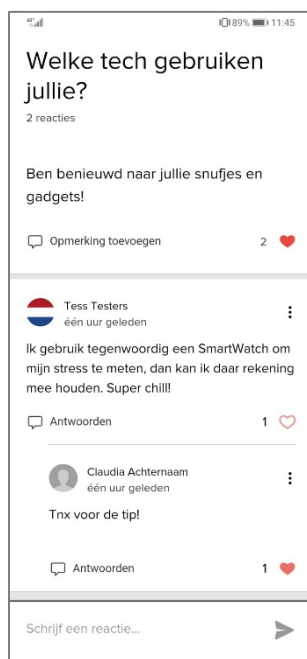 89% 11:45
Welke tech gebruiken
jullie?
2 reacties
Ben benieuwd naar jullie snufjes en
gadgets!
Opmerking toevoegen 2
Tess Testers
één uur geleden
Ik gebruik tegenwoordig een SmartWatch om
mijn stress te meten, dan kan ik daar rekening
mee houden. Super chill!
Antwoorden 1
Claudia Achternaam
één uur geleden
Tnx voor de tip!
Antwoorden 1
Schrijf een reactie...